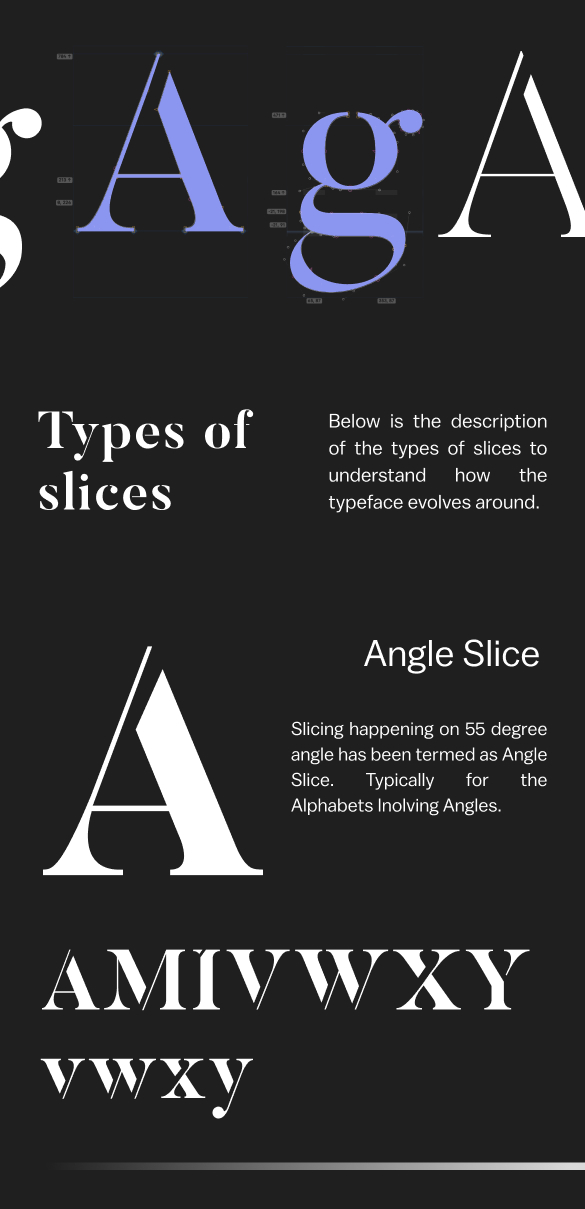 g A g A
Types of
slices
Below is the description
of the types of slices to
understand how the
typeface evolves around.
Angle Slice
A
Slicing happening on 55 degree
angle has been termed as Angle
Slice. Typically for the
Alphabets Inolving Angles.
AMIVWXY
vwxy